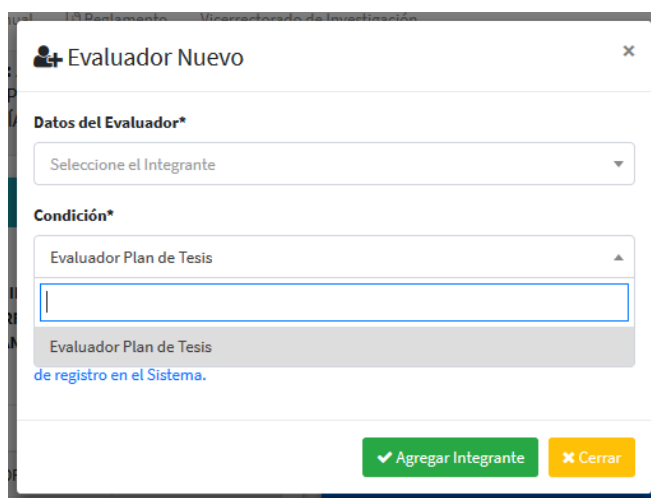 Reglamento Vicerrectorado de Investigación
Evaluador Nuevo
×
Datos del Evaluador*
Seleccione el Integrante
Condición*
Evaluador Plan de Tesis
Evaluador Plan de Tesis
de registro en el Sistema.
Agregar Integrante
Cerrar